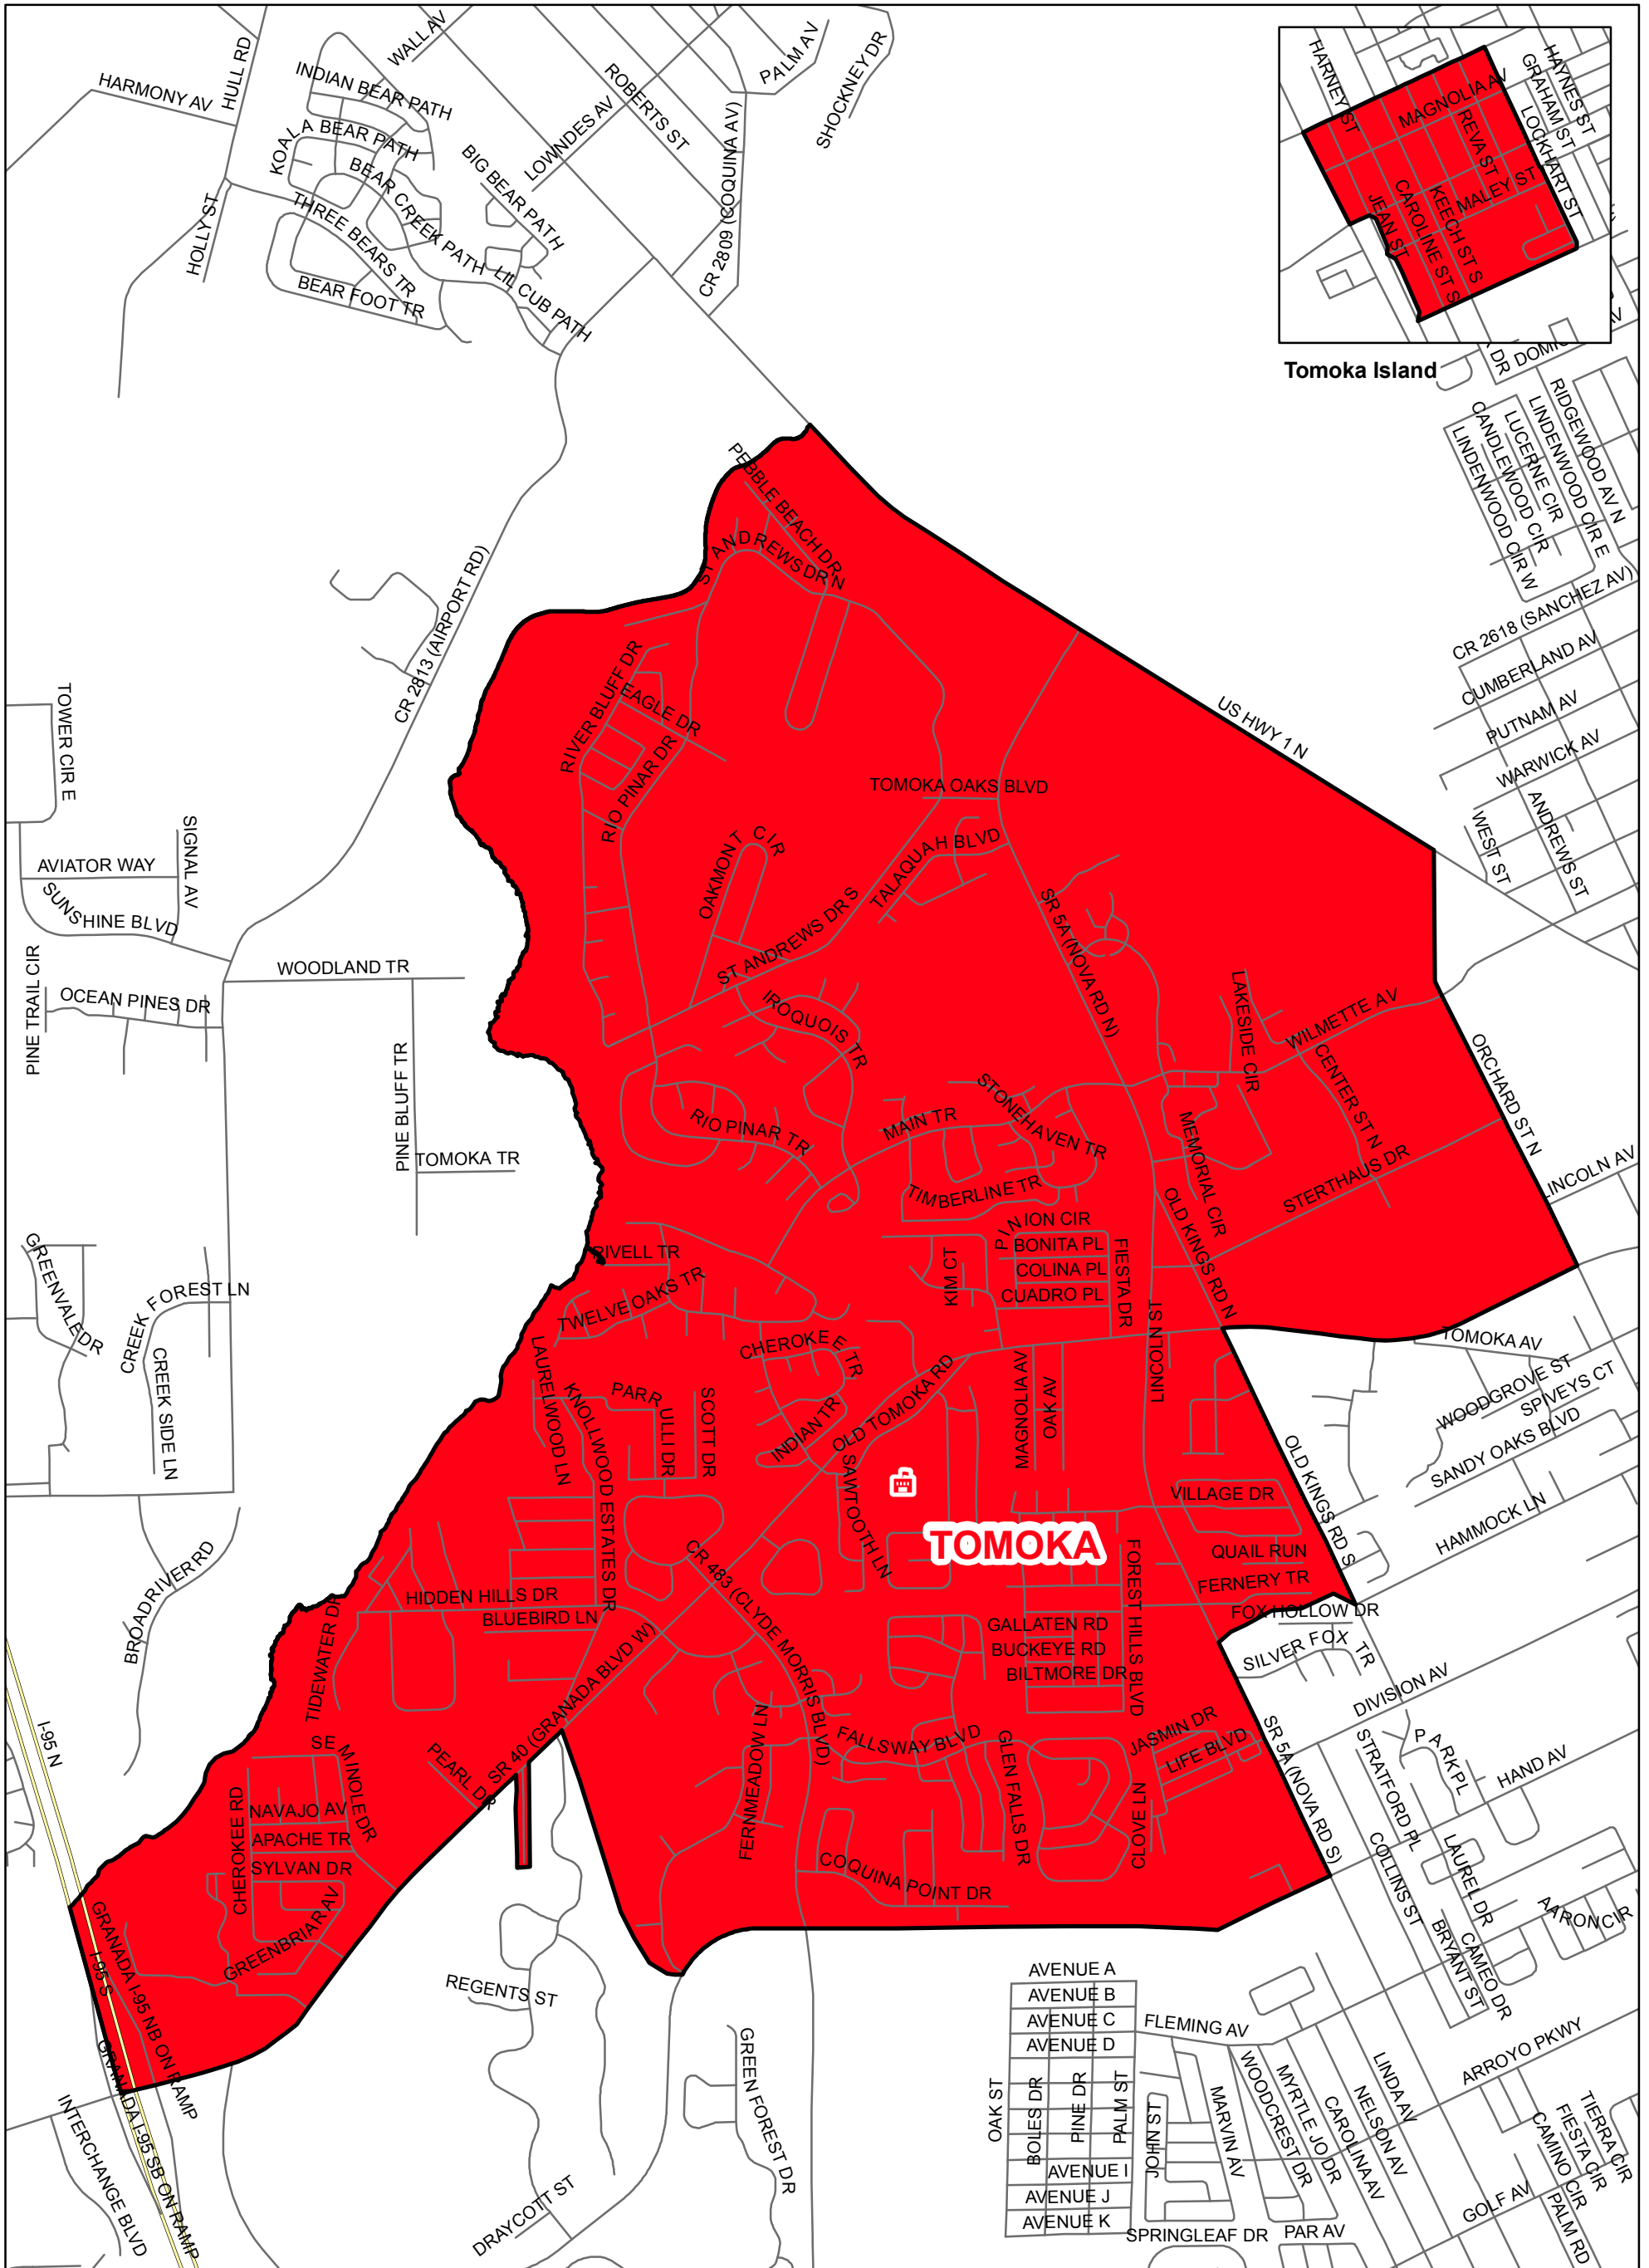 WALL AV
PALM AV
SHOCKNEY DR
HULL RD
INDIAN BEAR PATH
ROBERTS ST
HARMONY AV
LOWNDES AV
KOALA BEAR PATH
BIG BEAR PATH
BEAR CREEK PATH
CR 2809 (COQUINA AV)
HOLLY ST
THREE BEARS TR
LIL CUB PATH
BEAR FOOT TR
HARNEY ST
HAYNES ST
GRAHAM ST
MAGNOLIA AV
REVA ST
LOCKHART ST
MALEY ST
JEAN ST
CAROLINE ST S
KEECH ST S
Tomoka Island
DR
RIDGEWOOD AV N
LINDENWOOD CIR E
LUCERNE CIR
CANDLEWOOD CIR
LINDENWOOD CIR W
CR 2618 (SANCHEZ AV)
CUMBERLAND AV
PUTNAM AV
WARWICK AV
ANDREWS ST
WEST ST
PEBBLE BEACH DR
ST ANDREWS DR N
CR 2813 (AIRPORT RD)
US HWY 1 N
RIVER BLUFF DR
EAGLE DR
RIO PINAR DR
TOWER CIR E
TOMOKA OAKS BLVD
OAKMONT CIR
TALAQUAH BLVD
SIGNAL AV
AVIATOR WAY
SUNSHINE BLVD
ST ANDREWS DR S
SR 5A (NOVA RD N)
WOODLAND TR
PINE TRAIL CIR
OCEAN PINES DR
IROQUOIS TR
LAKESIDE CIR
WILMETTE AV
CENTER ST N
ORCHARD ST N
PINE BLUFF TR
TOMOKA TR
RIO PINAR TR
MAIN TR
STONEHAVEN TR
MEMORIAL CIR
STERTHAUS DR
LINCOLN AV
TIMBERLINE TR
OLD KINGS RD N
PINION CIR
BONITA PL
COLINA PL
CUADRO PL
FIESTA DR
KIM CT
RIVELL TR
TWELVE OAKS TR
GREENVALE DR
CREEK FOREST LN
CREEK SIDE LN
LINCOLN ST
TOMOKA AV
CHEROKEE TR
LAURELWOOD LN
KNOLLWOOD ESTATES DR
PARRULLI DR
SCOTT DR
INDIAN TR
OLD TOMOKA RD
MAGNOLIA AV
OAK AV
WOODGROVE ST
SPIVEYS CT
SANDY OAKS BLVD
HAMMOCK LN
OLD KINGS RD S
SAWTOOTH LN
VILLAGE DR
TOMOKA
QUAIL RUN
FERNERY TR
FOX HOLLOW DR
SILVER FOX TR
BROADRIVER RD
HIDDEN HILLS DR
BLUEBIRD LN
TIDEWATER DR
CR 483 (CLYDE MORRIS BLVD)
GALLATEN RD
BUCKEYE RD
BILTMORE DR
FOREST HILLS BLVD
DIVISION AV
I-95 N
SR 40 (GRANADA BLVD W)
PEARL DR
SEMINOLE DR
CHEROKEE RD
NAVAJO AV
APACHE TR
SYLVAN DR
GREENBRIAR AV
FERNMEADOW LN
FALLSWAY BLVD
GLEN FALLS DR
COQUINA POINT DR
JASMIN DR
LIFE BLVD
CLOVE LN
SR 5A (NOVA RD S)
STRATFORD PL
PARK PL
HAND AV
COLLINS ST
LAUREL DR
AARON CIR
BRYANT ST
CAMEO DR
GRANADA I-95 NB ON RAMP
I-95 S
GRANADA I-95 SB ON RAMP
INTERCHANGE BLVD
REGENTS ST
GREEN FOREST DR
DRAYCOTT ST
AVENUE A
AVENUE B
AVENUE C
AVENUE D
OAK ST
BOLES DR
PINE DR
PALM ST
AVENUE I
AVENUE J
AVENUE K
FLEMING AV
JOHN ST
MARVIN AV
WOODCREST DR
MYRTLE JO DR
CAROLINA AV
NELSON AV
LINDA AV
ARROYO PKWY
SPRINGLEAF DR
PAR AV
GOLF AV
TIERRA CIR
FIESTA CIR
CAMINO CIR
PALM RD